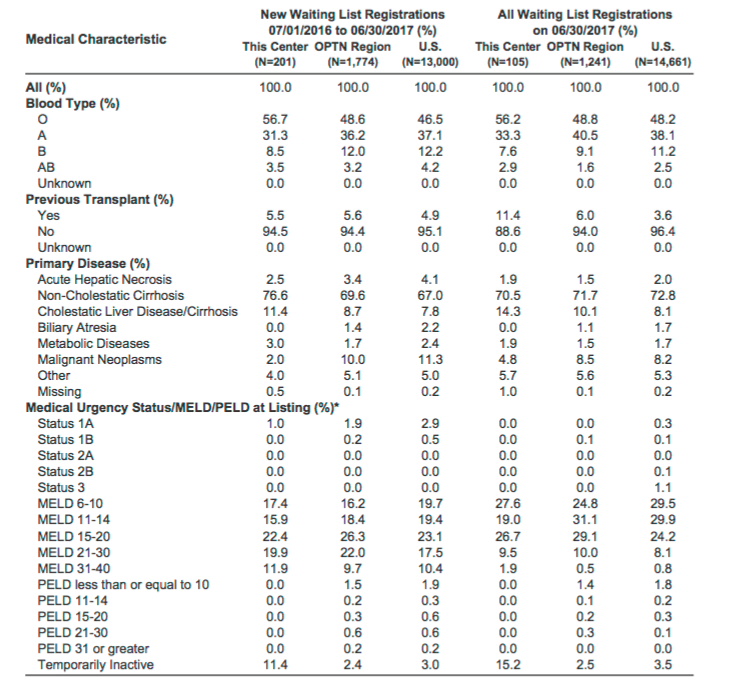 New Waiting List Registrations All Waiting List Registrations
07/01/2016 to 06/30/2017 (%) on 06/30/2017 (%)
Medical Characteristic
This Center OPTN Region U.S. This Center OPTN Region U.S.
(N=201) (N=1,774) (N=13,000) (N=105) (N=1,241) (N=14,661)
All (%) 100.0 100.0 100.0 100.0 100.0 100.0
Blood Type (%)
O 56.7 48.6 46.5 56.2 48.8 48.2
A 31.3 36.2 37.1 33.3 40.5 38.1
B 8.5 12.0 12.2 7.6 9.1 11.2
AB 3.5 3.2 4.2 2.9 1.6 2.5
Unknown 0.0 0.0 0.0 0.0 0.0 0.0
Previous Transplant (%)
Yes 5.5 5.6 4.9 11.4 6.0 3.6
No 94.5 94.4 95.1 88.6 94.0 96.4
Unknown 0.0 0.0 0.0 0.0 0.0 0.0
Primary Disease (%)
Acute Hepatic Necrosis 2.5 3.4 4.1 1.9 1.5 2.0
Non-Cholestatic Cirrhosis 76.6 69.6 67.0 70.5 71.7 72.8
Cholestatic Liver Disease/Cirrhosis 11.4 8.7 7.8 14.3 10.1 8.1
Biliary Atresia 0.0 1.4 2.2 0.0 1.1 1.7
Metabolic Diseases 3.0 1.7 2.4 1.9 1.5 1.7
Malignant Neoplasms 2.0 10.0 11.3 4.8 8.5 8.2
Other 4.0 5.1 5.0 5.7 5.6 5.3
Missing 0.5 0.1 0.2 1.0 0.1 0.2
Medical Urgency Status/MELD/PELD at Listing (%)*
Status 1A 1.0 1.9 2.9 0.0 0.0 0.3
Status 1B 0.0 0.2 0.5 0.0 0.1 0.1
Status 2A 0.0 0.0 0.0 0.0 0.0 0.0
Status 2B 0.0 0.0 0.0 0.0 0.0 0.1
Status 3 0.0 0.0 0.0 0.0 0.0 1.1
MELD 6-10 17.4 16.2 19.7 27.6 24.8 29.5
MELD 11-14 15.9 18.4 19.4 19.0 31.1 29.9
MELD 15-20 22.4 26.3 23.1 26.7 29.1 24.2
MELD 21-30 19.9 22.0 17.5 9.5 10.0 8.1
MELD 31-40 11.9 9.7 10.4 1.9 0.5 0.8
PELD less than or equal to 10 0.0 1.5 1.9 0.0 1.4 1.8
PELD 11-14 0.0 0.2 0.3 0.0 0.1 0.2
PELD 15-20 0.0 0.3 0.6 0.0 0.2 0.3
PELD 21-30 0.0 0.6 0.6 0.0 0.3 0.1
PELD 31 or greater 0.0 0.2 0.2 0.0 0.0 0.0
Temporarily Inactive 11.4 2.4 3.0 15.2 2.5 3.5